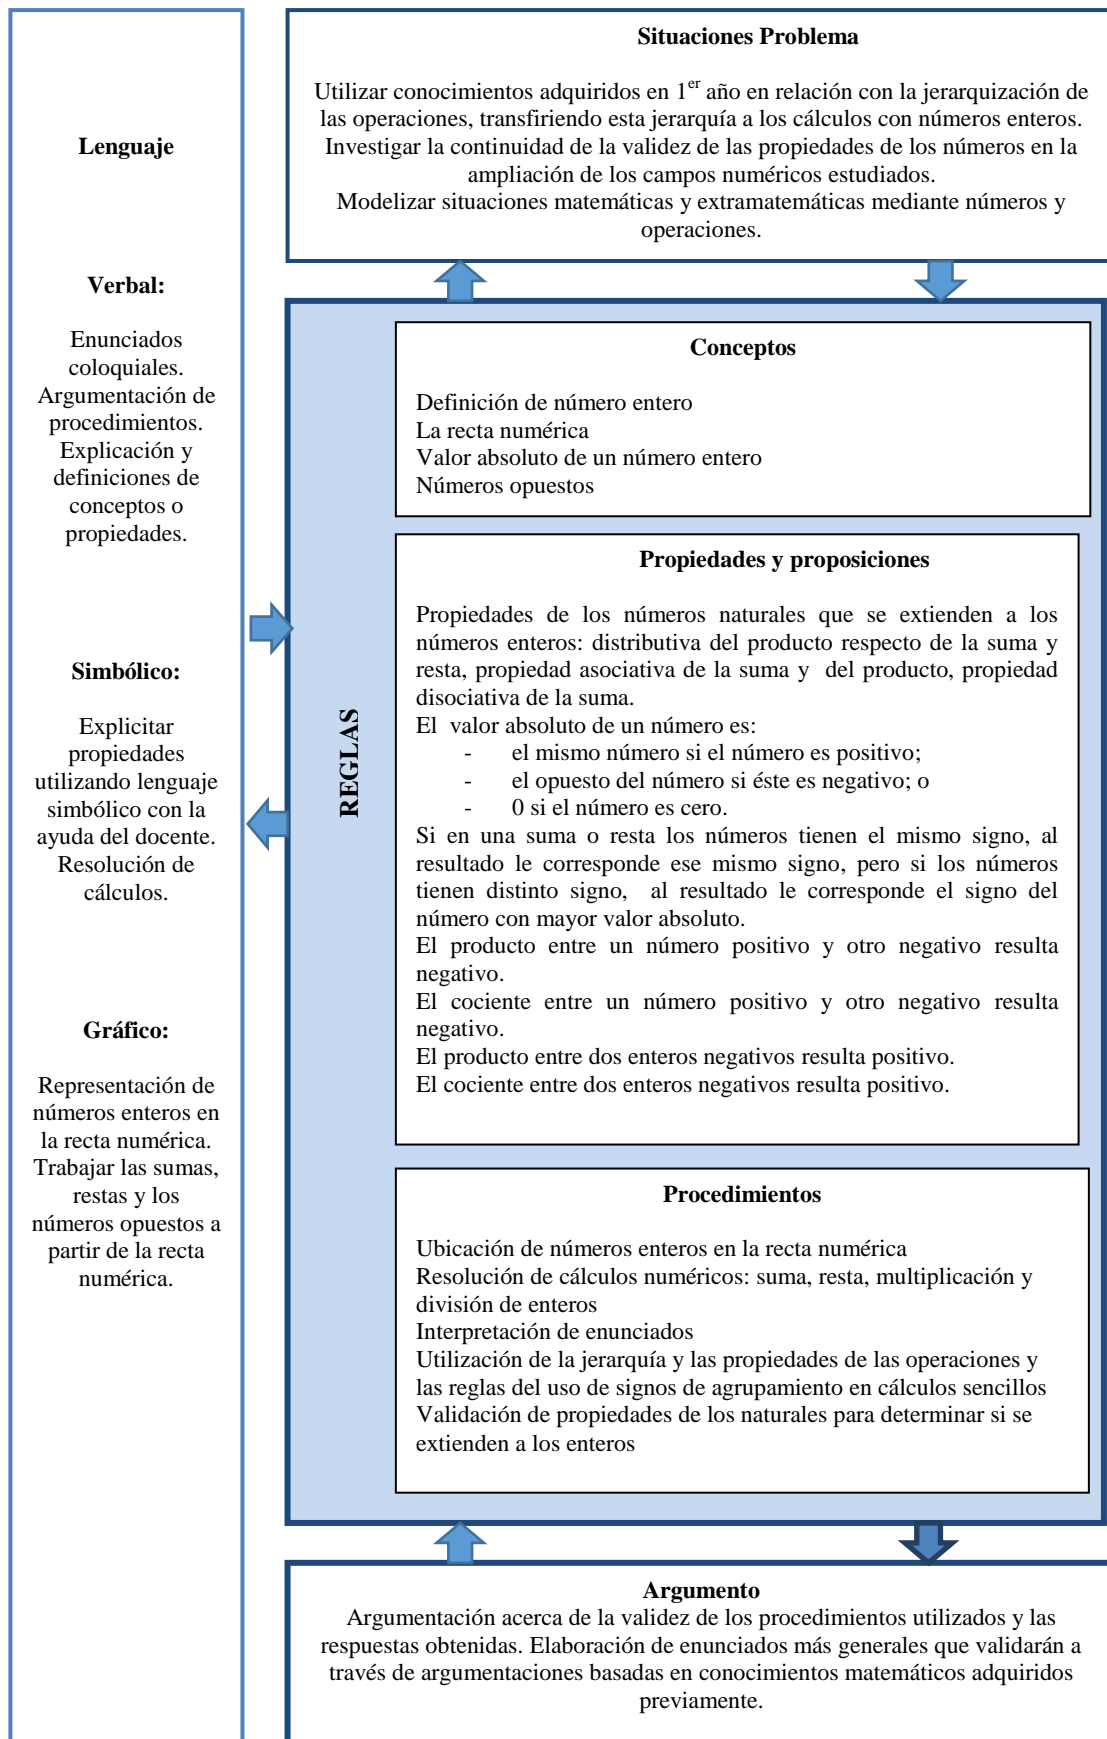 Lenguaje
Verbal:
Enunciados
coloquiales.
Argumentación de
procedimientos.
Explicación y
definiciones de
conceptos o
propiedades.
Simbólico:
Explicitar
propiedades
utilizando lenguaje
simbólico con la
ayuda del docente.
Resolución de
cálculos.
Gráfico:
Representación de
números enteros en
la recta numérica.
Trabajar las sumas,
restas y los
números opuestos a
partir de la recta
numérica.
Situaciones Problema
Utilizar conocimientos adquiridos en 1er año en relación con la jerarquización de
las operaciones, transfiriendo esta jerarquía a los cálculos con números enteros.
Investigar la continuidad de la validez de las propiedades de los números en la
ampliación de los campos numéricos estudiados.
Modelizar situaciones matemáticas y extramatemáticas mediante números y
operaciones.
REGLAS
Conceptos
Definición de número entero
La recta numérica
Valor absoluto de un número entero
Números opuestos
Propiedades y proposiciones
Propiedades de los números naturales que se extienden a los
números enteros: distributiva del producto respecto de la suma y
resta, propiedad asociativa de la suma y del producto, propiedad
disociativa de la suma.
El valor absoluto de un número es:
- el mismo número si el número es positivo;
- el opuesto del número si éste es negativo; o
- 0 si el número es cero.
Si en una suma o resta los números tienen el mismo signo, al
resultado le corresponde ese mismo signo, pero si los números
tienen distinto signo, al resultado le corresponde el signo del
número con mayor valor absoluto.
El producto entre un número positivo y otro negativo resulta
negativo.
El cociente entre un número positivo y otro negativo resulta
negativo.
El producto entre dos enteros negativos resulta positivo.
El cociente entre dos enteros negativos resulta positivo.
Procedimientos
Ubicación de números enteros en la recta numérica
Resolución de cálculos numéricos: suma, resta, multiplicación y
división de enteros
Interpretación de enunciados
Utilización de la jerarquía y las propiedades de las operaciones y
las reglas del uso de signos de agrupamiento en cálculos sencillos
Validación de propiedades de los naturales para determinar si se
extienden a los enteros
Argumento
Argumentación acerca de la validez de los procedimientos utilizados y las
respuestas obtenidas. Elaboración de enunciados más generales que validarán a
través de argumentaciones basadas en conocimientos matemáticos adquiridos
previamente.